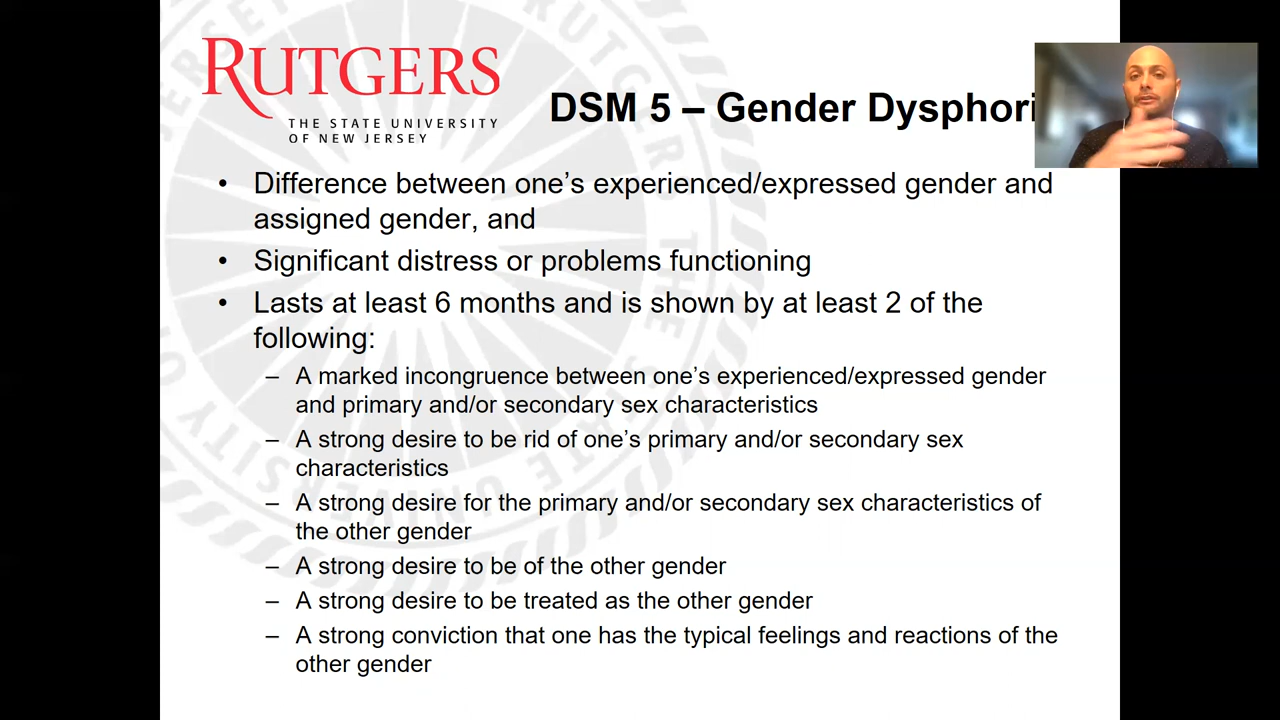 RUTGERS
THE STATE UNIVERSITY
OF NEW JERSEY
DSM 5 – Gender Dysphori
• Difference between one’s experienced/expressed gender and
assigned gender, and
• Significant distress or problems functioning
• Lasts at least 6 months and is shown by at least 2 of the
following:
– A marked incongruence between one’s experienced/expressed gender
and primary and/or secondary sex characteristics
– A strong desire to be rid of one’s primary and/or secondary sex
characteristics
– A strong desire for the primary and/or secondary sex characteristics of
the other gender
– A strong desire to be of the other gender
– A strong desire to be treated as the other gender
– A strong conviction that one has the typical feelings and reactions of the
other gender